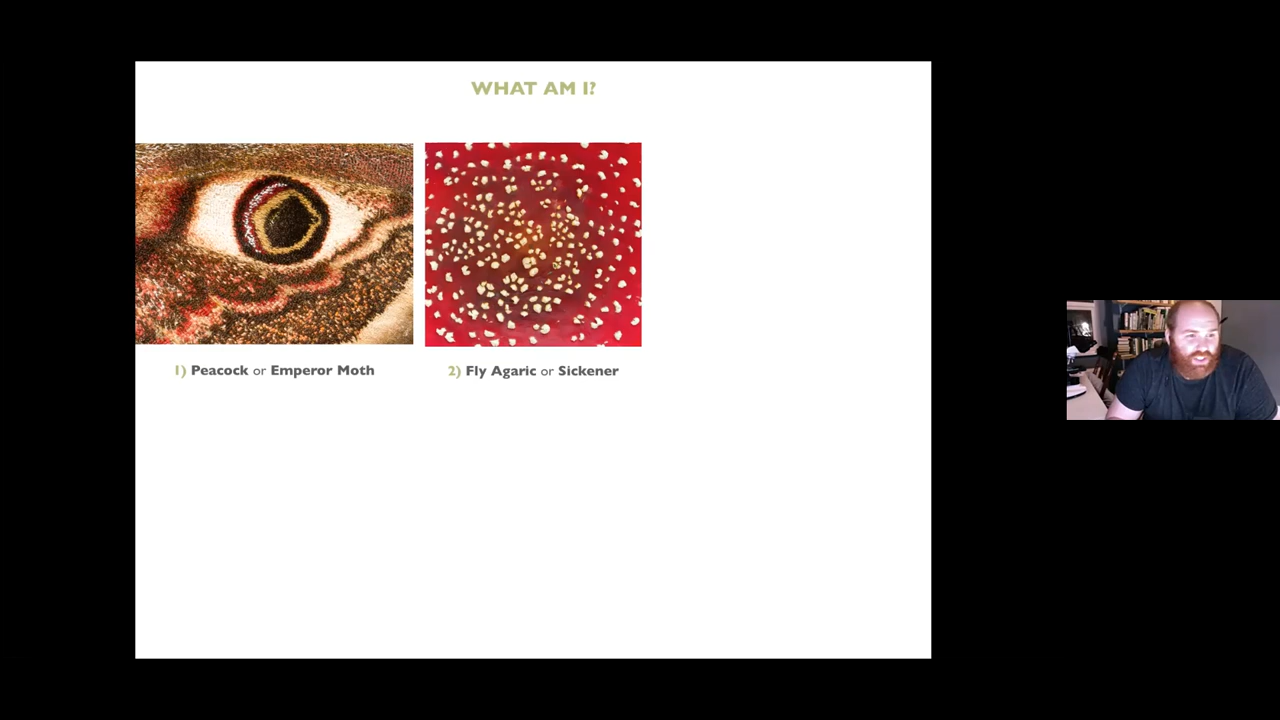 WHAT AM I?
1) Peacock or Emperor Moth
2) Fly Agaric or Sickener